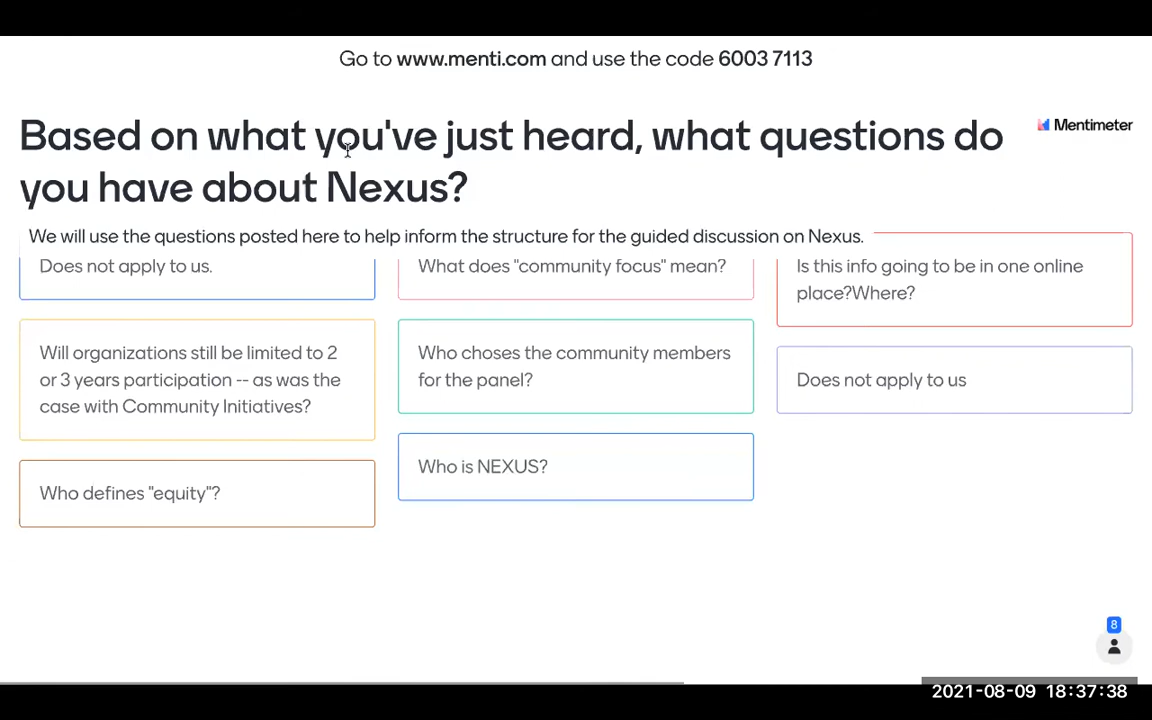 Go to www.menti.com and use the code 6003 7113
Based on what you've just heard, what questions do
you have about Nexus?
Mentimeter
We will use the questions posted here to help inform the structure for the guided discussion on Nexus.
Does not apply to us.
Will organizations still be limited to 2
or 3 years participation -- as was the
case with Community Initiatives?
Who defines "equity"?
What does "community focus" mean?
Who choses the community members
for the panel?
Who is NEXUS?
Is this info going to be in one online
place?Where?
Does not apply to us
8
2021-08-09 18:37:38